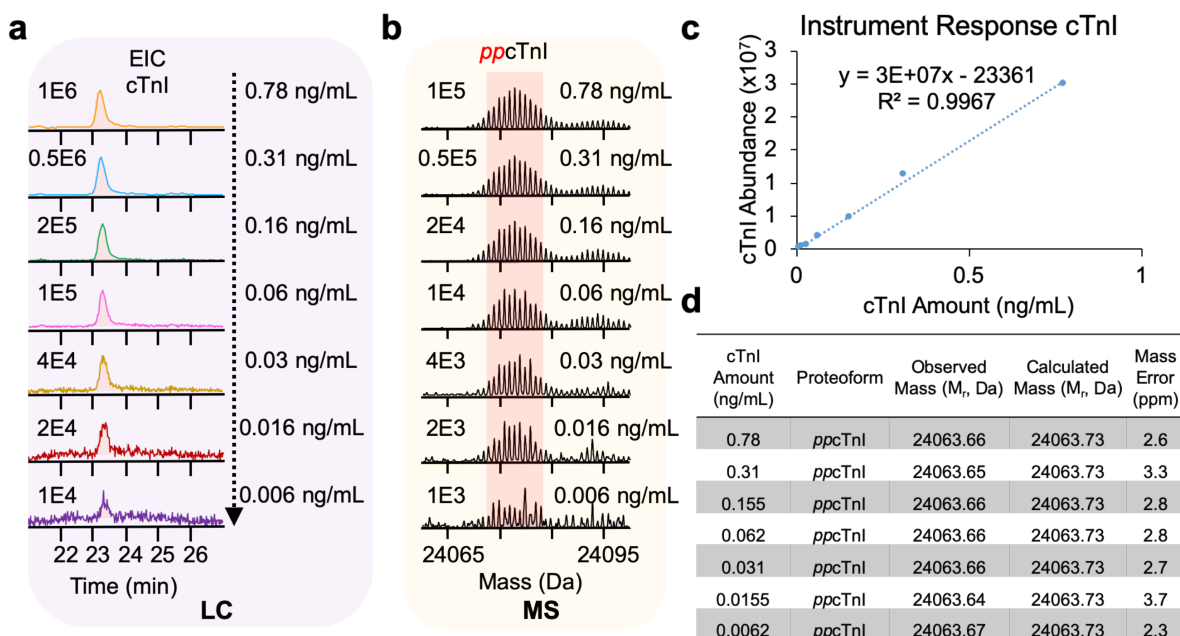 a
EIC
cTnI
1E6
0.78 ng/mL
0.5E6
0.31 ng/mL
2E5
0.16 ng/mL
1E5
0.06 ng/mL
4E4
0.03 ng/mL
2E4
0.016 ng/mL
1E4
0.006 ng/mL
22 23 24 25 26
Time (min)
LC
b
ppcTnI
1E5
0.78 ng/mL
0.5E5
0.31 ng/mL
2E4
0.16 ng/mL
1E4
0.06 ng/mL
4E3
0.03 ng/mL
2E3
0.016 ng/mL
1E3
0.006 ng/mL
24065 24095
Mass (Da)
MS
c
Instrument Response cTnI
y = 3E+07x - 23361
R² = 0.9967
cTnI Abundance (x10⁷)
3
3
2
2
1
1
0
0 0.5 1
cTnI Amount (ng/mL)
d
cTnI Amount (ng/mL) Proteoform Observed Mass (Mr, Da) Calculated Mass (Mr, Da) Mass Error (ppm)
0.78 ppcTnI 24063.66 24063.73 2.6
0.31 ppcTnI 24063.65 24063.73 3.3
0.155 ppcTnI 24063.66 24063.73 2.8
0.062 ppcTnI 24063.66 24063.73 2.8
0.031 ppcTnI 24063.66 24063.73 2.7
0.0155 ppcTnI 24063.64 24063.73 3.7
0.0062 ppcTnI 24063.67 24063.73 2.3